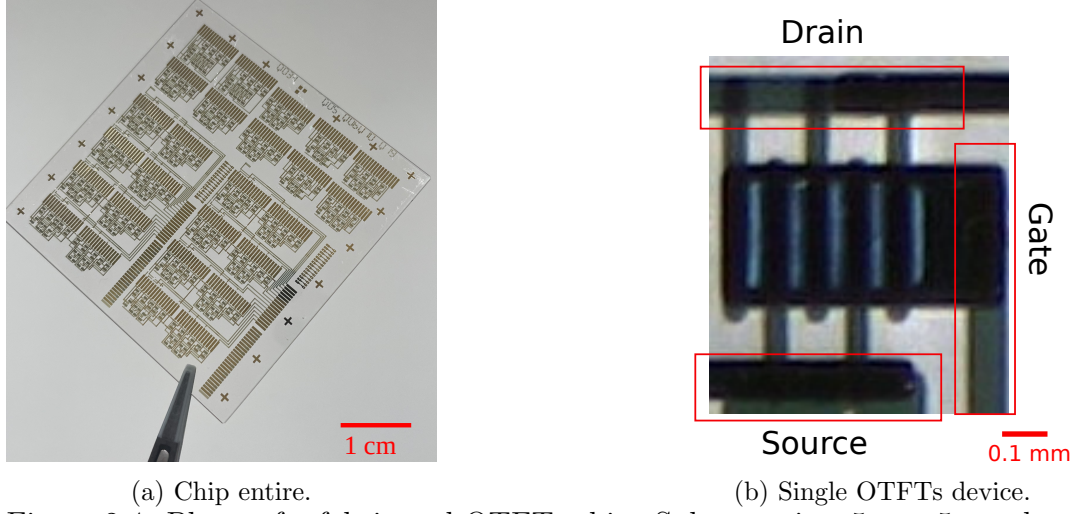 Drain
Gate
1 cm
Source
0.1 mm
(a) Chip entire.
(b) Single OTFTs device.